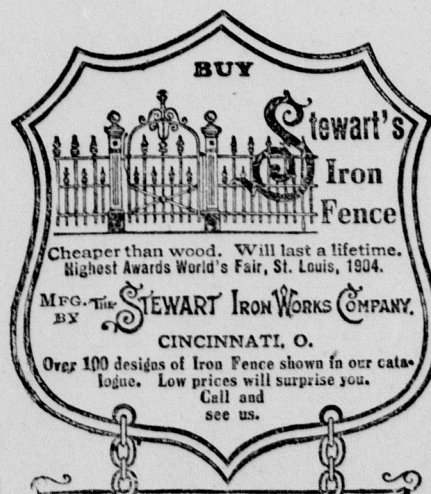 BUY
Stewart's
Iron
Fence
Cheaper than wood. Will last a lifetime.
Highest Awards World's Fair, St. Louis, 1904.
MFG. BY THE STEWART IRON WORKS COMPANY.
CINCINNATI, O.
Over 100 designs of Iron Fence shown in our cata-
logue. Low prices will surprise you.
Call and
see us.